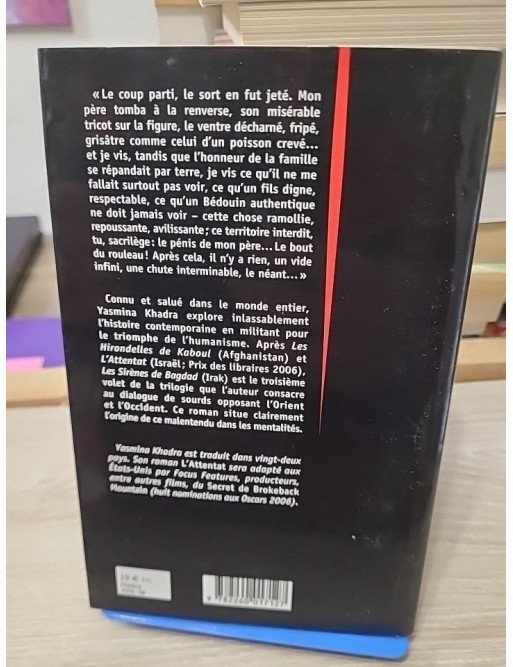 « Le coup parti, le sort en fut jeté. Mon
père tomba à la renverse, son misérable
tricot sur la figure, le ventre décharné, fripé,
grisâtre comme celui d'un poisson crevé...
et je vis, tandis que l'honneur de la famille
se répandait par terre, je vis ce qu'il ne me
fallait surtout pas voir, ce qu'un fils digne,
respectable, ce qu'un Bédouin authentique
ne doit jamais voir – cette chose ramollie,
repoussante, avilissante ; ce territoire interdit,
tu, sacrilège : le pénis de mon père... Le bout
du rouleau ! Après cela, il n'y a rien, un vide
infini, une chute interminable, le néant... »
Connu et salué dans le monde entier,
Yasmina Khadra explore inlassablement
l'histoire contemporaine en militant pour
le triomphe de l'humanisme. Après Les
Hirondelles de Kaboul (Afghanistan) et
L'Attentat (Israël ; Prix des libraires 2006),
Les Sirènes de Bagdad (Irak) est le troisième
volet de la trilogie que l'auteur consacre
au dialogue de sourds opposant l'Orient
et l'Occident. Ce roman situe clairement
l'origine de ce malentendu dans les mentalités.
Yasmina Khadra est traduit dans vingt-deux
pays. Son roman L'Attentat sera adapté aux
États-Unis par Focus Features, producteurs,
entre autres films, du Secret de Brokeback
Mountain (huit nominations aux Oscars 2006).
9 782260 017127